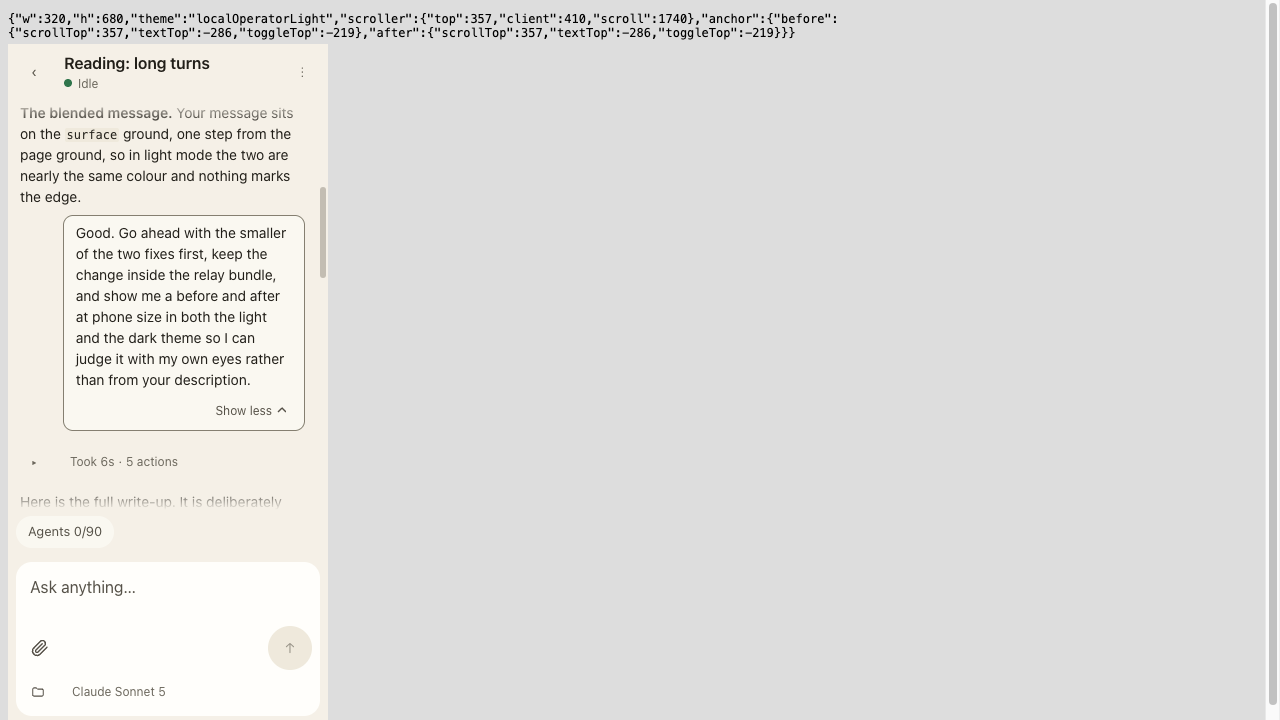 {"w":320,"h":680,"theme":"localOperatorLight","scroller":{"top":357,"client":410,"scroll":1740},"anchor":{"before":
{"scrollTop":357,"textTop":−286,"toggleTop":−219},"after":{"scrollTop":357,"textTop":−286,"toggleTop":−219}}}
Reading: long turns
Idle
The blended message. Your message sits
on the surface ground, one step from the
page ground, so in light mode the two are
nearly the same colour and nothing marks
the edge.
Good. Go ahead with the smaller
of the two fixes first, keep the
change inside the relay bundle,
and show me a before and after
at phone size in both the light
and the dark theme so I can
judge it with my own eyes rather
than from your description.
Show less
Took 6s · 5 actions
Here is the full write-up. It is deliberately
Agents 0/90
Ask anything...
Claude Sonnet 5